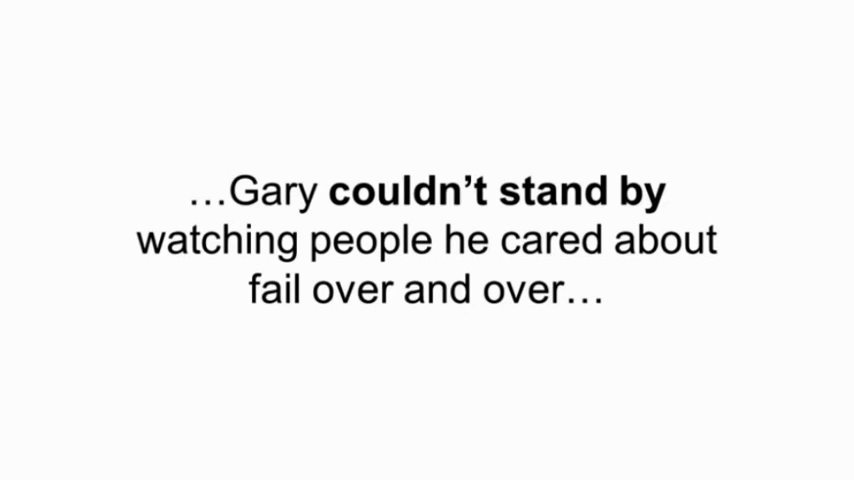 …Gary couldn’t stand by
watching people he cared about
fail over and over…